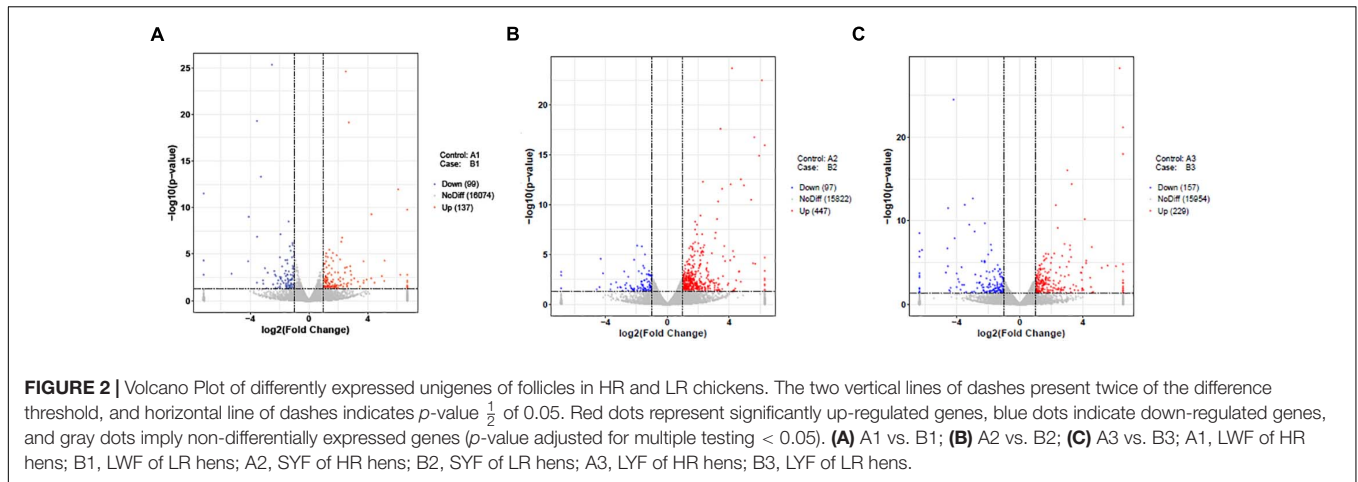 A
25
20
15
10
5
0
-log10(p-value)
-4
0
4
log2(Fold Change)
Control: A1
Case: B1
Down (99)
NoDiff (16074)
Up (137)
B
20
15
10
5
0
-log10(p-value)
-4
0
4
log2(Fold Change)
Control: A2
Case: B2
Down (97)
NoDiff (15822)
Up (447)
C
20
10
0
-log10(p-value)
-4
0
4
log2(Fold Change)
Control: A3
Case: B3
Down (157)
NoDiff (15954)
Up (229)
FIGURE 2 | Volcano Plot of differently expressed unigenes of follicles in HR and LR chickens. The two vertical lines of dashes present twice of the difference
threshold, and horizontal line of dashes indicates p-value 1/2 of 0.05. Red dots represent significantly up-regulated genes, blue dots indicate down-regulated genes,
and gray dots imply non-differentially expressed genes (p-value adjusted for multiple testing < 0.05). (A) A1 vs. B1; (B) A2 vs. B2; (C) A3 vs. B3; A1, LWF of HR
hens; B1, LWF of LR hens; A2, SYF of HR hens; B2, SYF of LR hens; A3, LYF of HR hens; B3, LYF of LR hens.